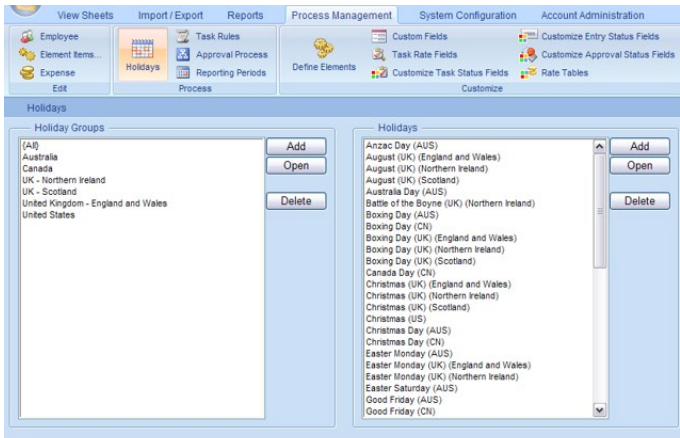 View Sheets Import / Export Reports Process Management System Configuration Account Administration
Employee
Element Items...
Expense
Edit
Holidays
Task Rules
Approval Process
Reporting Periods
Process
Define Elements
Custom Fields
Task Rate Fields
Customize Task Status Fields
Customize Entry Status Fields
Customize Approval Status Fields
Rate Tables
Customize
Holidays
Holiday Groups
{All}
Australia
Canada
UK - Northern Ireland
UK - Scotland
United Kingdom - England and Wales
United States
Add
Open
Delete
Holidays
Anzac Day (AUS)
August (UK) (England and Wales)
August (UK) (Northern Ireland)
August (UK) (Scotland)
Australia Day (AUS)
Battle of the Boyne (UK) (Northern Ireland)
Boxing Day (AUS)
Boxing Day (CN)
Boxing Day (UK) (England and Wales)
Boxing Day (UK) (Northern Ireland)
Boxing Day (UK) (Scotland)
Canada Day (CN)
Christmas (UK) (England and Wales)
Christmas (UK) (Northern Ireland)
Christmas (UK) (Scotland)
Christmas (US)
Christmas Day (AUS)
Christmas Day (CN)
Easter Monday (AUS)
Easter Monday (UK) (England and Wales)
Easter Monday (UK) (Northern Ireland)
Easter Saturday (AUS)
Good Friday (AUS)
Good Friday (CN)
Add
Open
Delete